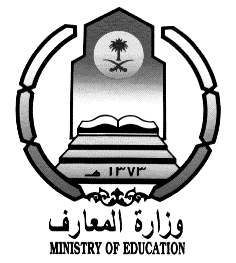 ١٣٧٣ هـ
وزارة المعارف
MINISTRY OF EDUCATION